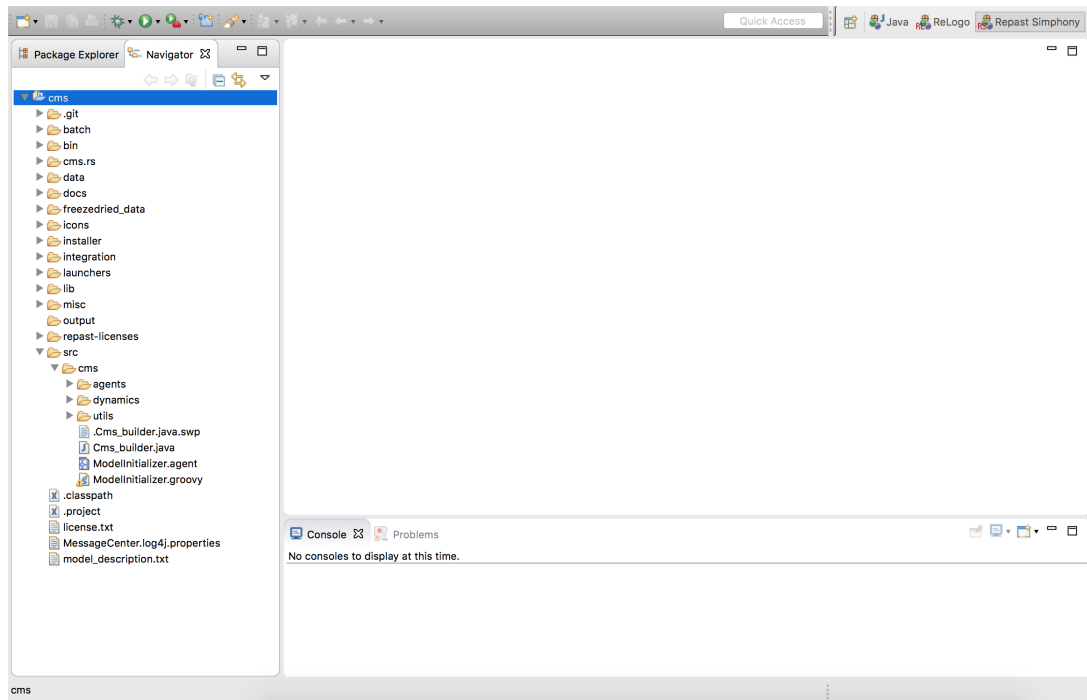 Quick Access
Java
ReLogo
Repast Simphony
Package Explorer
Navigator
cms
.git
batch
bin
cms.rs
data
docs
freezedried_data
icons
installer
integration
launchers
lib
misc
output
repast-licenses
src
cms
agents
dynamics
utils
.Cms_builder.java.swp
Cms_builder.java
ModelInitializer.agent
ModelInitializer.groovy
.classpath
.project
license.txt
MessageCenter.log4j.properties
model_description.txt
Console
Problems
No consoles to display at this time.
cms